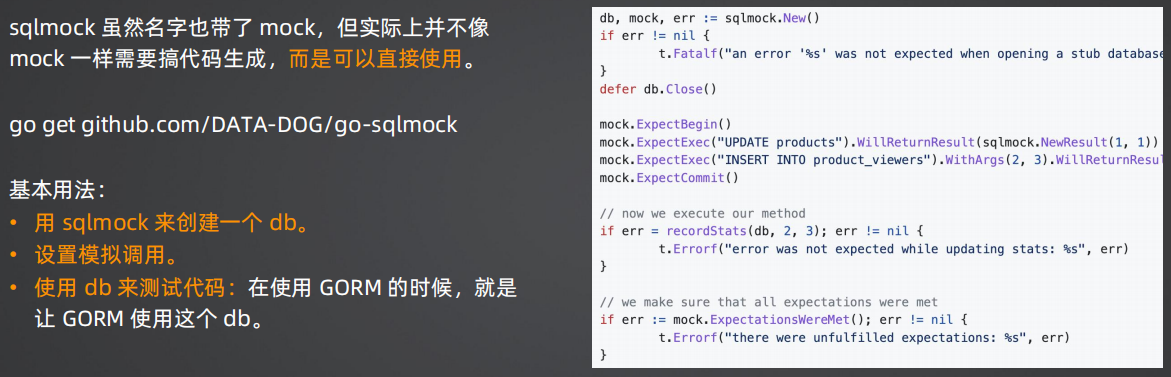 sqlmock 虽然名字也带了 mock，但实际上并不像
mock 一样需要搞代码生成，而是可以直接使用。
go get github.com/DATA-DOG/go-sqlmock
基本用法：
• 用 sqlmock 来创建一个 db。
• 设置模拟调用。
• 使用 db 来测试代码：在使用 GORM 的时候，就是
让 GORM 使用这个 db。
db, mock, err := sqlmock.New()
if err != nil {
t.Fatalf("an error '%s' was not expected when opening a stub database
}
defer db.Close()
mock.ExpectBegin()
mock.ExpectExec("UPDATE products").WillReturnResult(sqlmock.NewResult(1, 1))
mock.ExpectExec("INSERT INTO product_viewers").WithArgs(2, 3).WillReturnResul
mock.ExpectCommit()
// now we execute our method
if err = recordStats(db, 2, 3); err != nil {
t.Errorf("error was not expected while updating stats: %s", err)
}
// we make sure that all expectations were met
if err := mock.ExpectationsWereMet(); err != nil {
t.Errorf("there were unfulfilled expectations: %s", err)
}